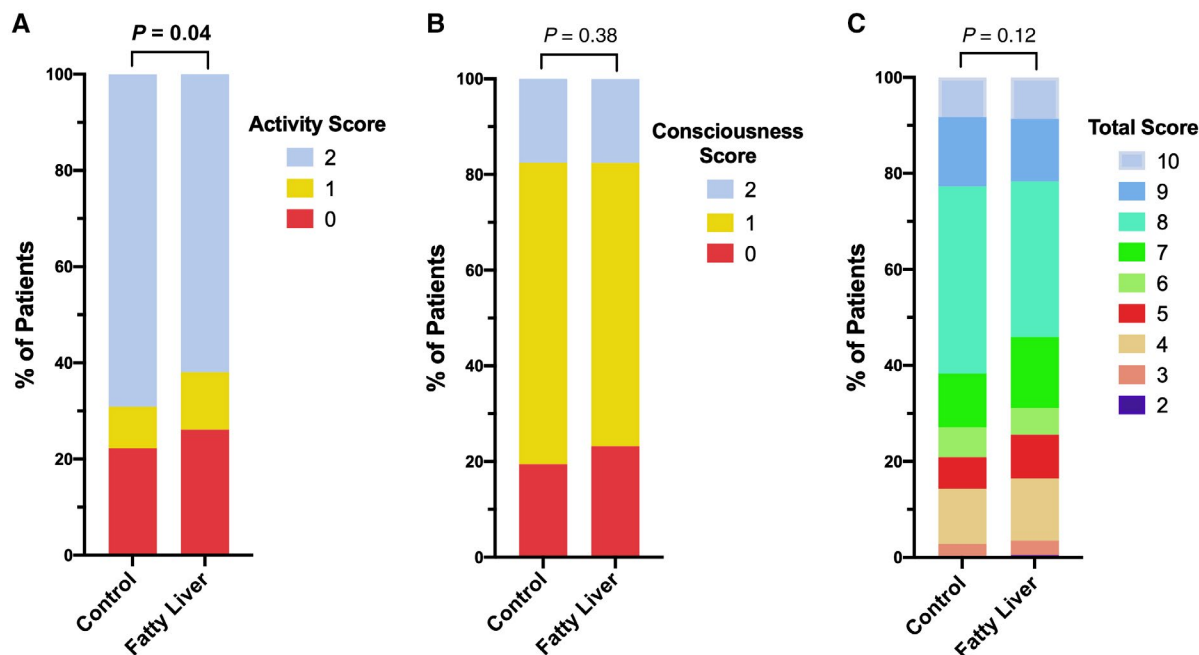 A
P = 0.04
100
80
60
40
20
0
% of Patients
Control
Fatty Liver
Activity Score
2
1
0
B
P = 0.38
100
80
60
40
20
0
% of Patients
Control
Fatty Liver
Consciousness
Score
2
1
0
C
P = 0.12
100
80
60
40
20
0
% of Patients
Control
Fatty Liver
Total Score
10
9
8
7
6
5
4
3
2